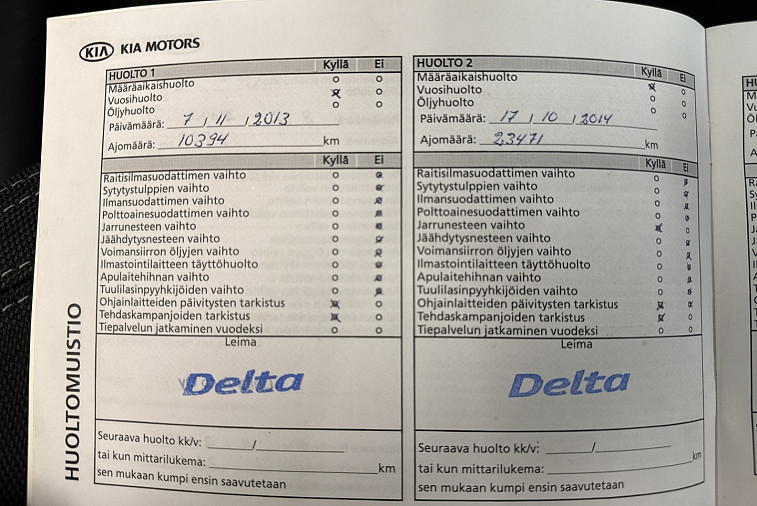 KIA KIA MOTORS
HUOLTO 1 Kyllä Ei
Määräaikaishuolto
Vuosihuolto
Öljyhuolto
Päivämäärä: 7 / 11 / 2013
Ajomäärä: 10394 km
Kyllä Ei
Raitisilmasuodattimen vaihto
Sytytystulppien vaihto
Ilmansuodattimen vaihto
Polttoainesuodattimen vaihto
Jarrunesteen vaihto
Jäähdytysnesteen vaihto
Voimansiirron öljyjen vaihto
Ilmastointilaitteen täyttöhuolto
Apulaitehihnan vaihto
Tuulilasinpyyhkijöiden vaihto
Ohjainlaitteiden päivitysten tarkistus
Tehdaskampanjoiden tarkistus
Tiepalvelun jatkaminen vuodeksi
Leima
Delta
Seuraava huolto kk/v: /
tai kun mittarilukema: km
sen mukaan kumpi ensin saavutetaan
HUOLTO 2 Kyllä Ei
Määräaikaishuolto
Vuosihuolto
Öljyhuolto
Päivämäärä: 17 / 10 / 2014
Ajomäärä: 23471 km
Kyllä Ei
Raitisilmasuodattimen vaihto
Sytytystulppien vaihto
Ilmansuodattimen vaihto
Polttoainesuodattimen vaihto
Jarrunesteen vaihto
Jäähdytysnesteen vaihto
Voimansiirron öljyjen vaihto
Ilmastointilaitteen täyttöhuolto
Apulaitehihnan vaihto
Tuulilasinpyyhkijöiden vaihto
Ohjainlaitteiden päivitysten tarkistus
Tehdaskampanjoiden tarkistus
Tiepalvelun jatkaminen vuodeksi
Leima
Delta
Seuraava huolto kk/v: /
tai kun mittarilukema: km
sen mukaan kumpi ensin saavutetaan
HUOLTOMUISTIO